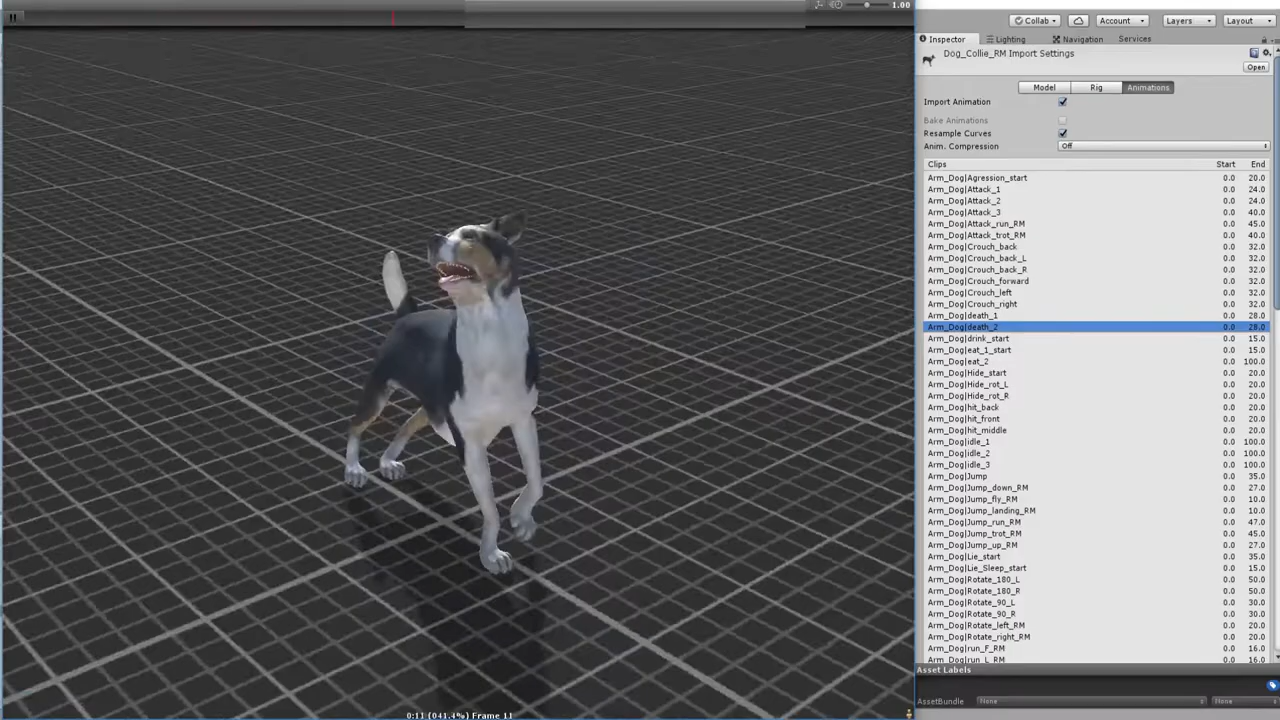 1.00
Collab
Account
Layers
Layout
Inspector Lighting Navigation Services
Dog_Collie_RM Import Settings
Open
Model Rig Animations
Import Animation
Bake Animations
Resample Curves
Anim. Compression Off
Clips Start End
Arm_Dog|Agression_start 0.0 20.0
Arm_Dog|Attack_1 0.0 24.0
Arm_Dog|Attack_2 0.0 24.0
Arm_Dog|Attack_3 0.0 40.0
Arm_Dog|Attack_run_RM 0.0 45.0
Arm_Dog|Attack_trot_RM 0.0 40.0
Arm_Dog|Crouch_back 0.0 32.0
Arm_Dog|Crouch_back_L 0.0 32.0
Arm_Dog|Crouch_back_R 0.0 32.0
Arm_Dog|Crouch_forward 0.0 32.0
Arm_Dog|Crouch_left 0.0 32.0
Arm_Dog|Crouch_right 0.0 32.0
Arm_Dog|death_1 0.0 28.0
Arm_Dog|death_2 0.0 28.0
Arm_Dog|drink_start 0.0 15.0
Arm_Dog|eat_1_start 0.0 15.0
Arm_Dog|eat_2 0.0 100.0
Arm_Dog|Hide_start 0.0 20.0
Arm_Dog|Hide_rot_L 0.0 20.0
Arm_Dog|Hide_rot_R 0.0 20.0
Arm_Dog|hit_back 0.0 20.0
Arm_Dog|hit_front 0.0 20.0
Arm_Dog|hit_middle 0.0 20.0
Arm_Dog|idle_1 0.0 100.0
Arm_Dog|idle_2 0.0 100.0
Arm_Dog|idle_3 0.0 100.0
Arm_Dog|Jump 0.0 35.0
Arm_Dog|Jump_down_RM 0.0 27.0
Arm_Dog|Jump_fly_RM 0.0 10.0
Arm_Dog|Jump_landing_RM 0.0 10.0
Arm_Dog|Jump_run_RM 0.0 47.0
Arm_Dog|Jump_trot_RM 0.0 40.0
Arm_Dog|Jump_up_RM 0.0 27.0
Arm_Dog|Lie_start 0.0 35.0
Arm_Dog|Lie_Sleep_start 0.0 15.0
Arm_Dog|Rotate_180_L 0.0 50.0
Arm_Dog|Rotate_180_R 0.0 50.0
Arm_Dog|Rotate_90_L 0.0 30.0
Arm_Dog|Rotate_90_R 0.0 30.0
Arm_Dog|Rotate_left_RM 0.0 20.0
Arm_Dog|Rotate_right_RM 0.0 20.0
Arm_Dog|run_F_RM 0.0 16.0
Arm_Dog|run_L_RM 0.0 16.0
Asset Labels
AssetBundle None None
0:11 (041.4%) Frame 11